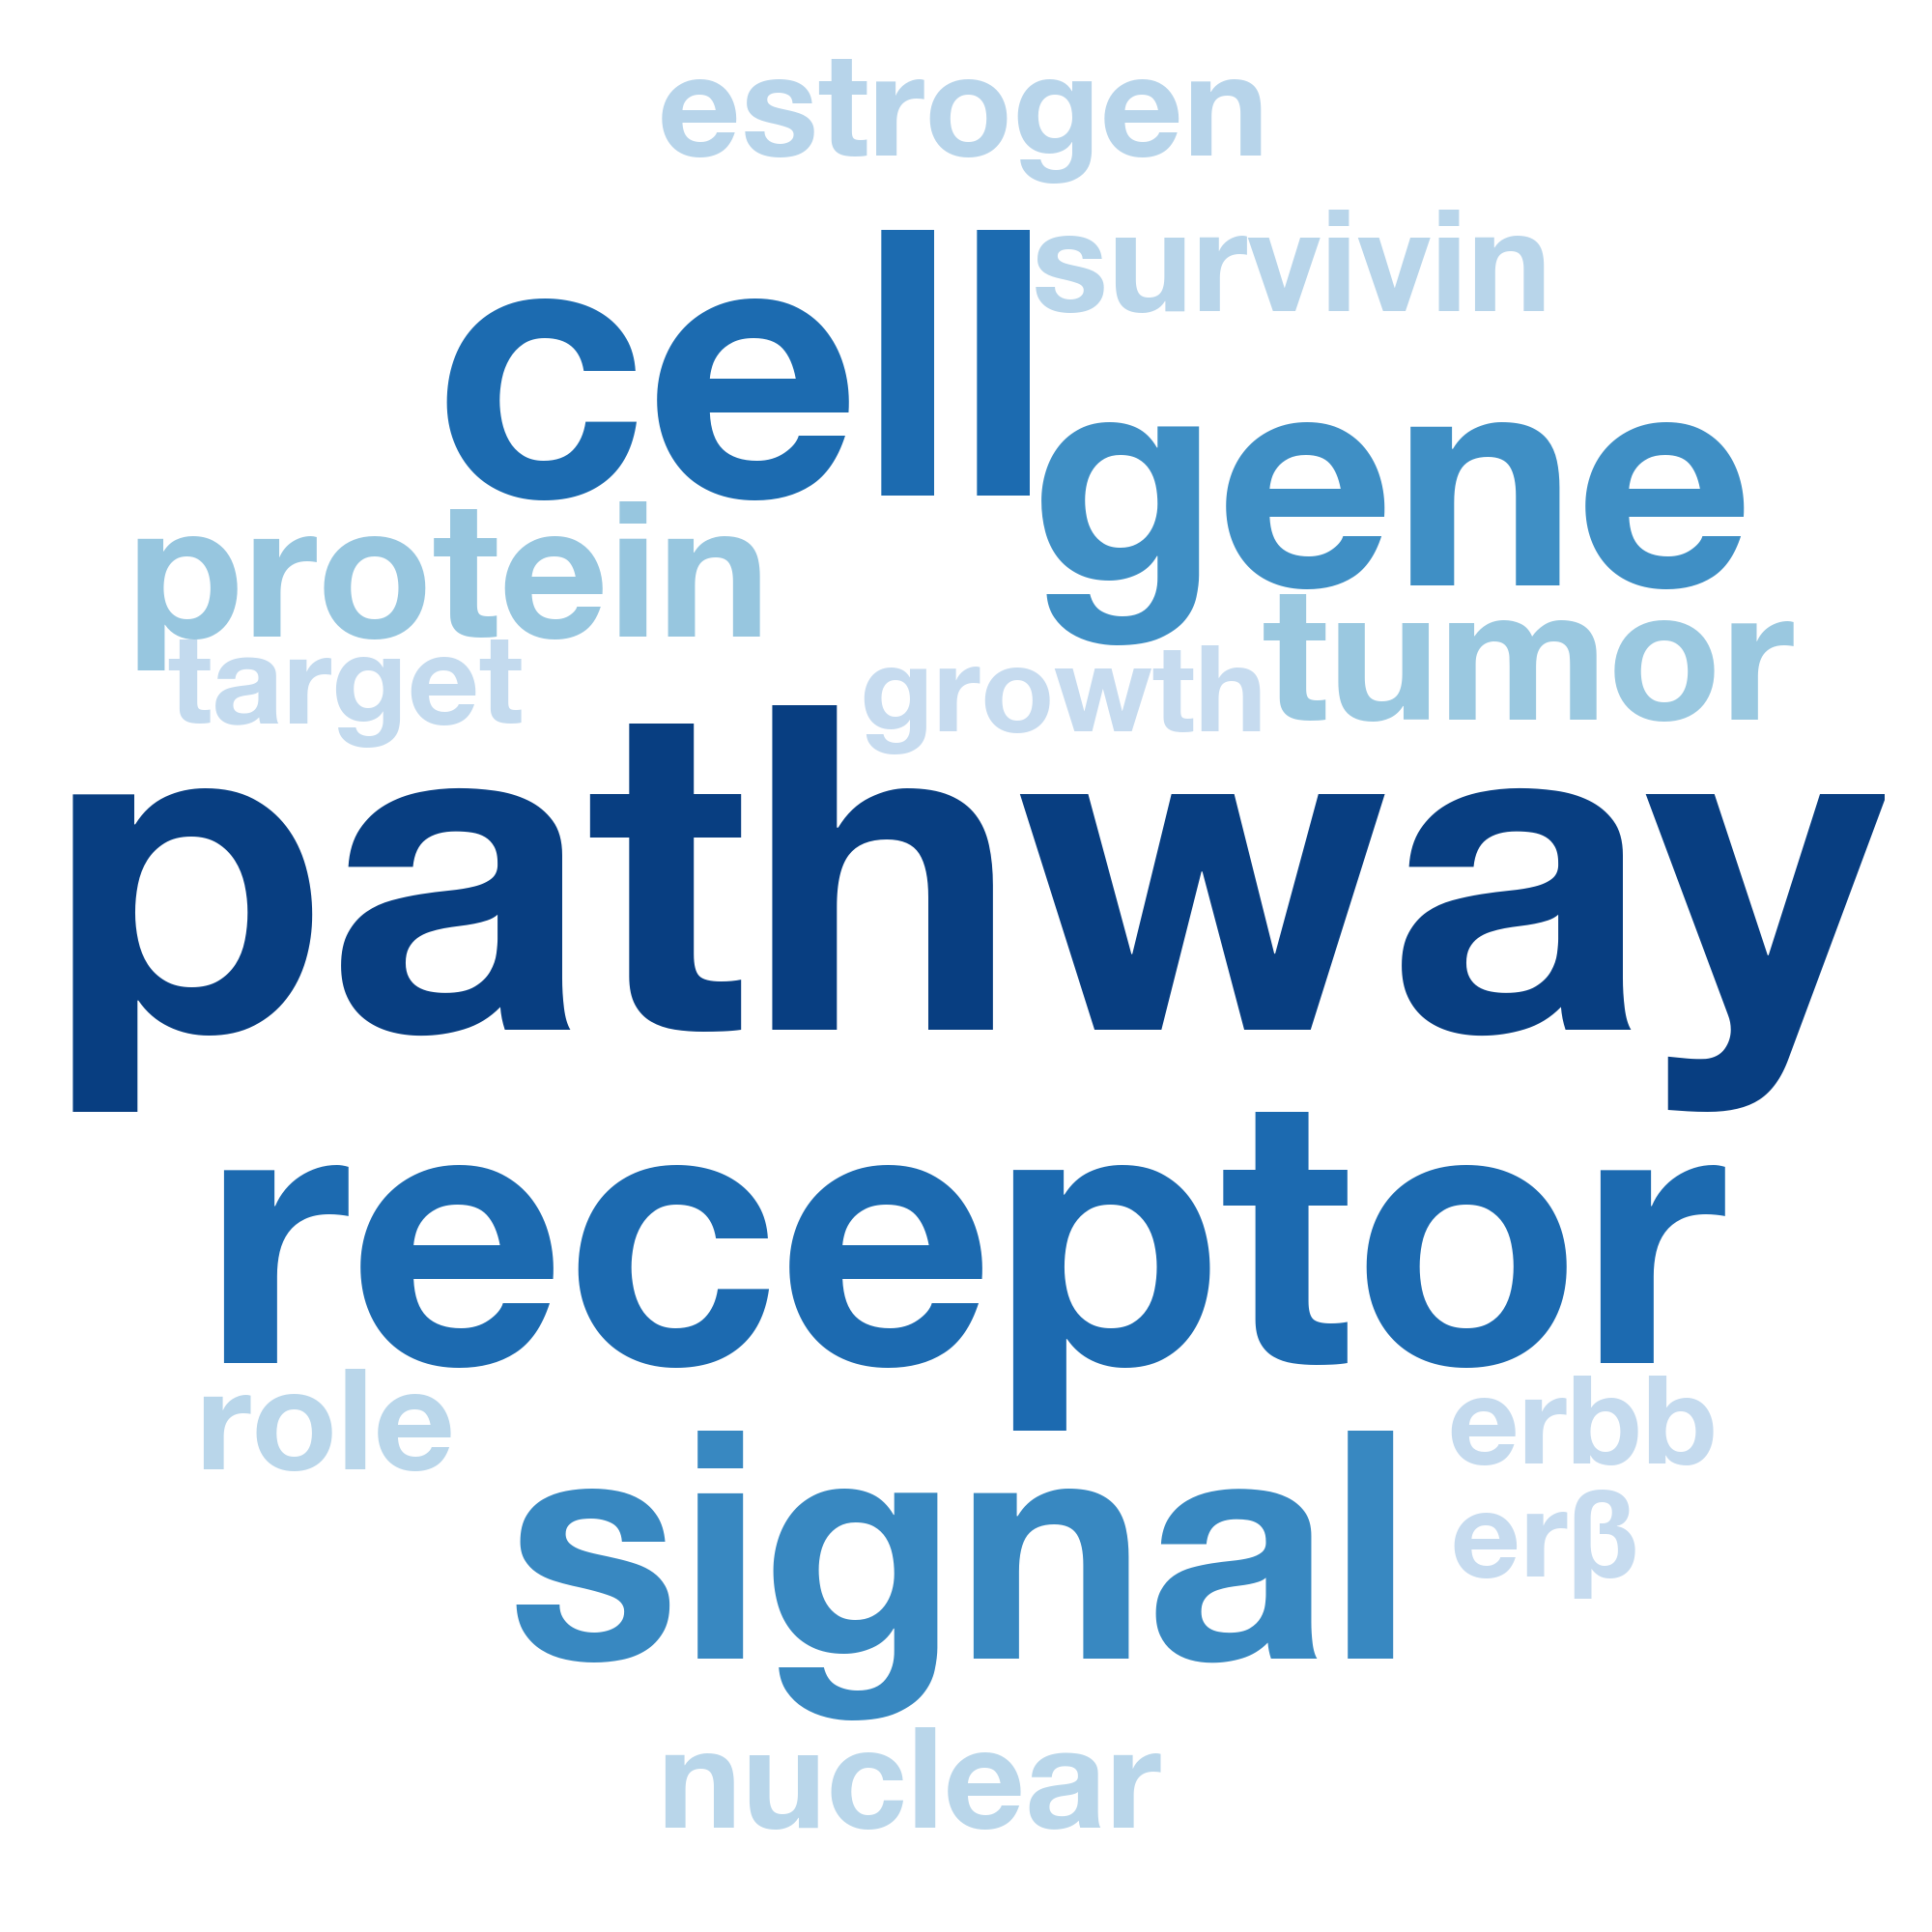 estrogen
survivin
cell
gene
protein
tumor
target
growth
pathway
receptor
role
erbb
signal
erβ
nuclear